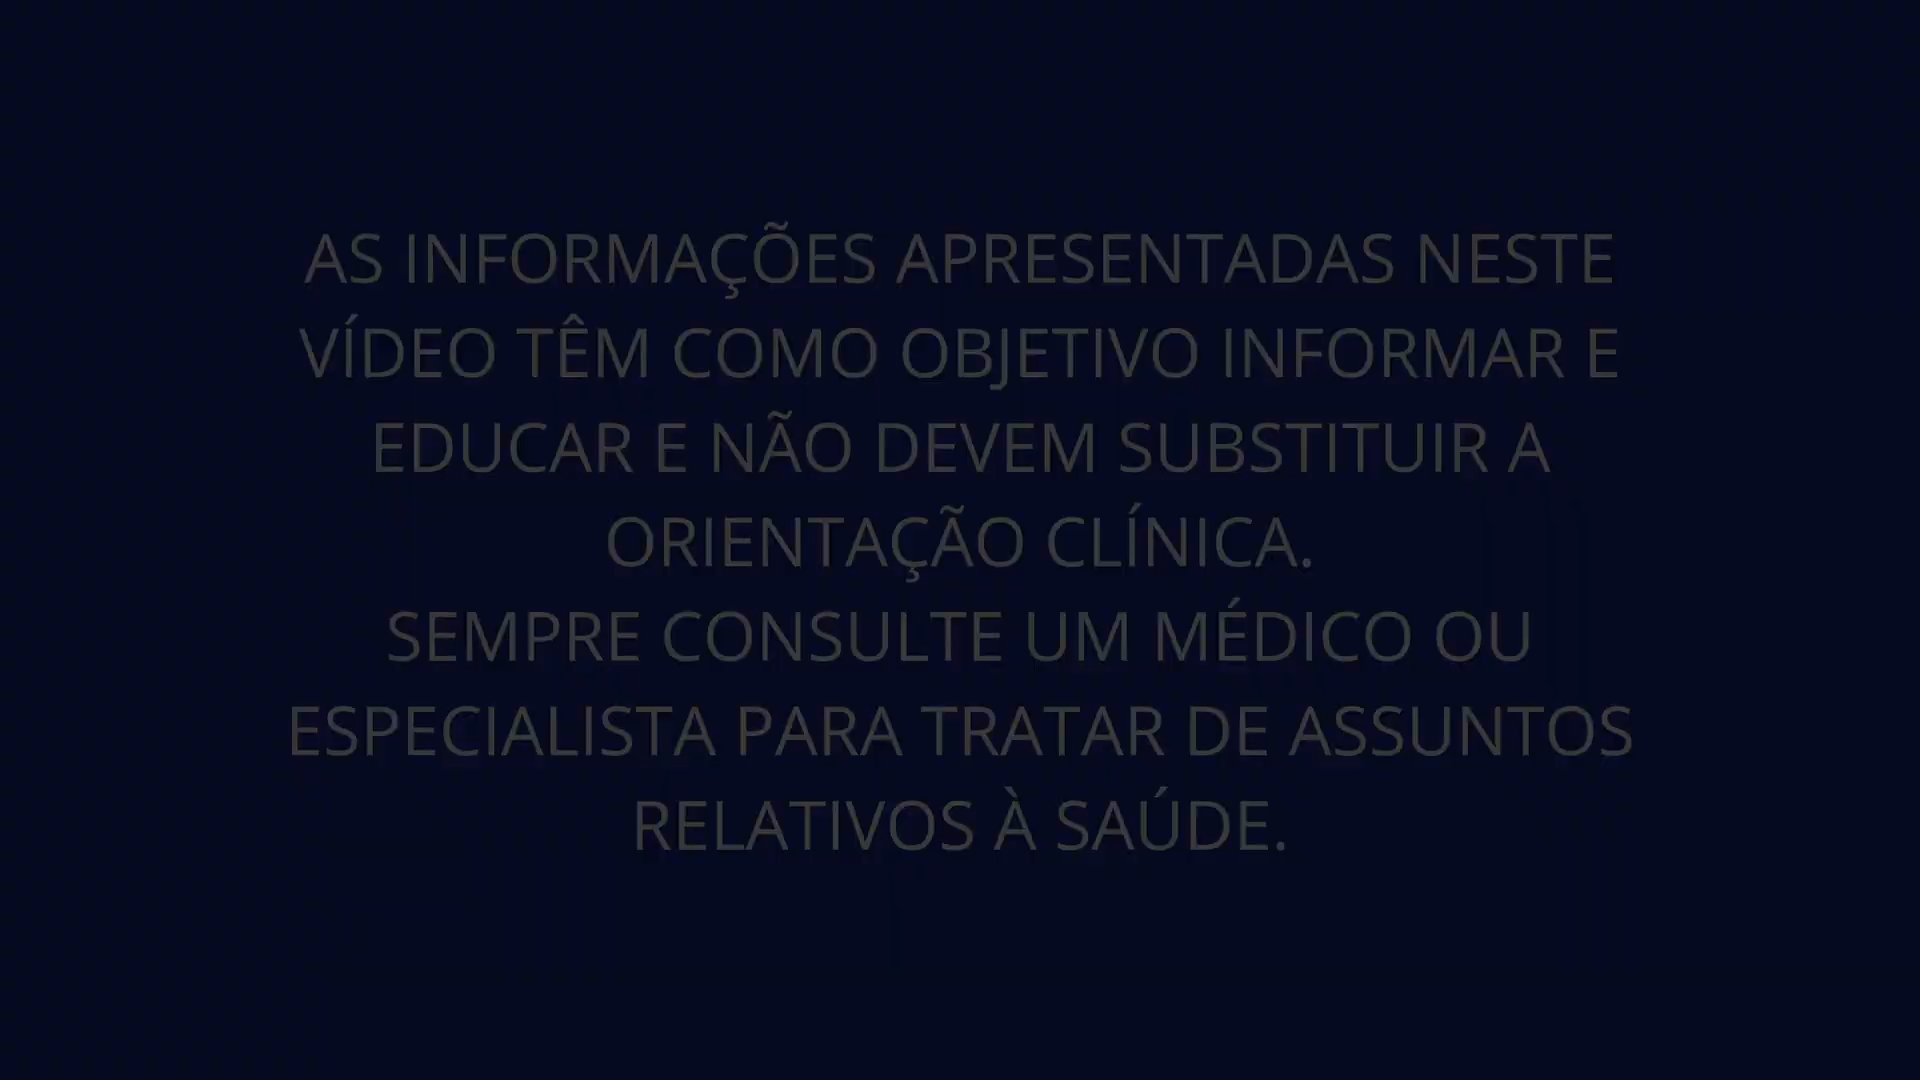 AS INFORMAÇÕES APRESENTADAS NESTE
VÍDEO TÊM COMO OBJETIVO INFORMAR E
EDUCAR E NÃO DEVEM SUBSTITUIR A
ORIENTAÇÃO CLÍNICA.
SEMPRE CONSULTE UM MÉDICO OU
ESPECIALISTA PARA TRATAR DE ASSUNTOS
RELATIVOS À SAÚDE.